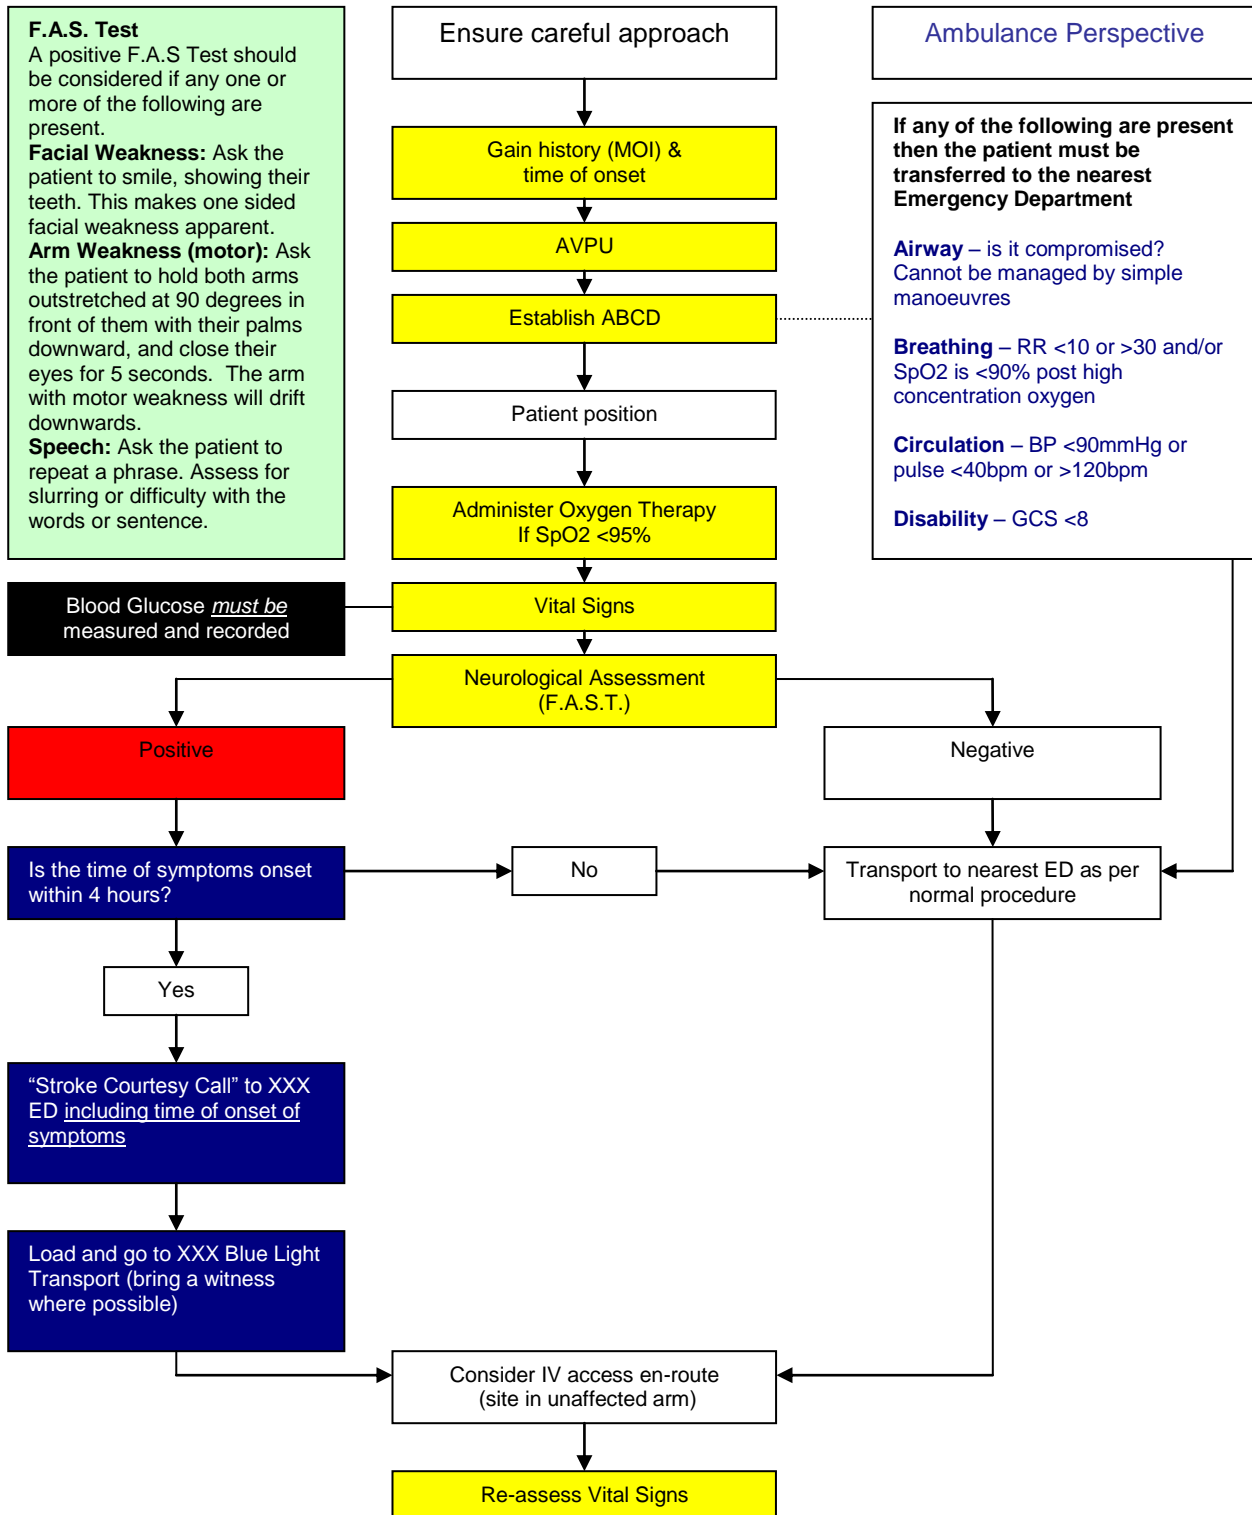 F.A.S. Test
A positive F.A.S Test should
be considered if any one or
more of the following are
present.
Facial Weakness: Ask the
patient to smile, showing their
teeth. This makes one sided
facial weakness apparent.
Arm Weakness (motor): Ask
the patient to hold both arms
outstretched at 90 degrees in
front of them with their palms
downward, and close their
eyes for 5 seconds.  The arm
with motor weakness will drift
downwards.
Speech: Ask the patient to
repeat a phrase. Assess for
slurring or difficulty with the
words or sentence.
Ensure careful approach
Ambulance Perspective
Gain history (MOI) &
time of onset
AVPU
Establish ABCD
Patient position
Administer Oxygen Therapy
If SpO2 <95%
If any of the following are present
then the patient must be
transferred to the nearest
Emergency Department
Airway – is it compromised?
Cannot be managed by simple
manoeuvres
Breathing – RR <10 or >30 and/or
SpO2 is <90% post high
concentration oxygen
Circulation – BP <90mmHg or
pulse <40bpm or >120bpm
Disability – GCS <8
Blood Glucose must be
measured and recorded
Vital Signs
Neurological Assessment
(F.A.S.T.)
Positive
Negative
Is the time of symptoms onset
within 4 hours?
No
Transport to nearest ED as per
normal procedure
Yes
“Stroke Courtesy Call” to XXX
ED including time of onset of
symptoms
Load and go to XXX Blue Light
Transport (bring a witness
where possible)
Consider IV access en-route
(site in unaffected arm)
Re-assess Vital Signs